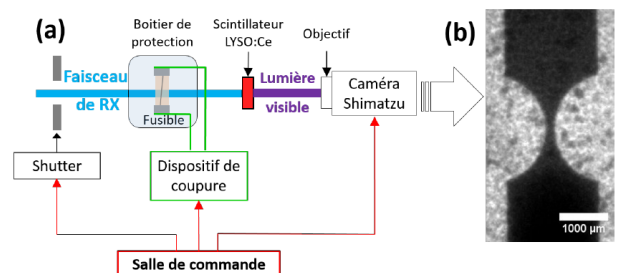 (a)
Boitier de
protection
Scintillateur
LYSO:Ce
Objectif
(b)
Faisceau
de RX
Lumière
visible
Caméra
Shimatzu
Fusible
Shutter
Dispositif de
coupure
1000 µm
Salle de commande